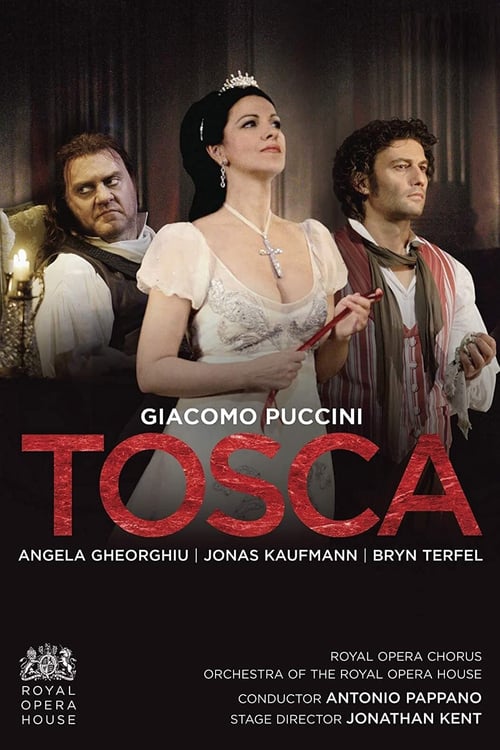 GIACOMO PUCCINI
TOSCA
ANGELA GHEORGHIU | JONAS KAUFMANN | BRYN TERFEL
ROYAL OPERA CHORUS
ORCHESTRA OF THE ROYAL OPERA HOUSE
CONDUCTOR ANTONIO PAPPANO
STAGE DIRECTOR JONATHAN KENT
ROYAL
OPERA
HOUSE